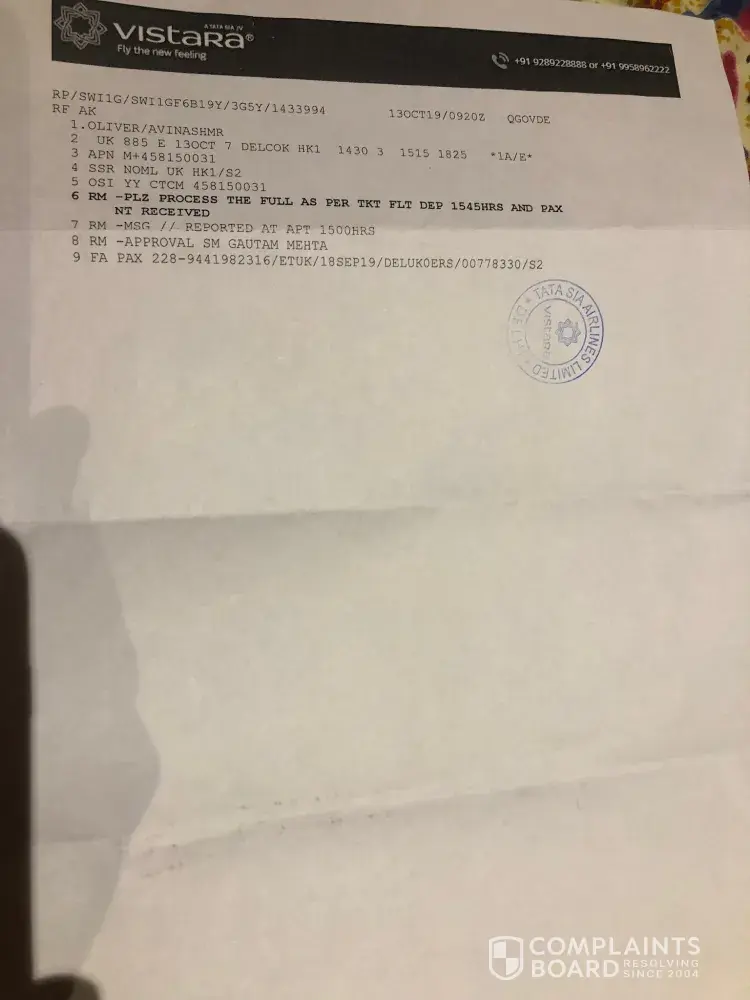 A TATA SIA JV
VISTARA®
Fly the new feeling
+91 9289228888 or +91 9958962222
RP/SWI1G/SWI1GF6B19Y/3G5Y/1433994 13OCT19/0920Z QGOVDE
RF AK
1.OLIVER/AVINASHMR
2 UK 885 E 13OCT 7 DELCOK HK1 1430 3 1515 1825 *1A/E*
3 APN M+458150031
4 SSR NOML UK HK1/S2
5 OSI YY CTCM 458150031
6 RM -PLZ PROCESS THE FULL AS PER TKT FLT DEP 1545HRS AND PAX
NT RECEIVED
7 RM -MSG // REPORTED AT APT 1500HRS
8 RM -APPROVAL SM GAUTAM MEHTA
9 FA PAX 228-9441982316/ETUK/18SEP19/DELUK0ERS/00778330/S2
TATA SIA AIRLINES LIMITED * DELHI *
VISTARA
COMPLAINTS
BOARD RESOLVING
SINCE 2004